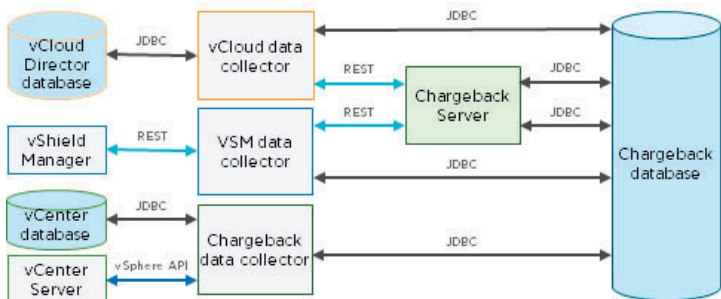 JDBC
vCloud
Director
database
JDBC
vCloud data
collector
REST
JDBC
Chargeback
Server
REST
JDBC
vShield
Manager
REST
VSM data
collector
JDBC
Chargeback
database
vCenter
database
JDBC
Chargeback
data collector
JDBC
vCenter
Server
vSphere API